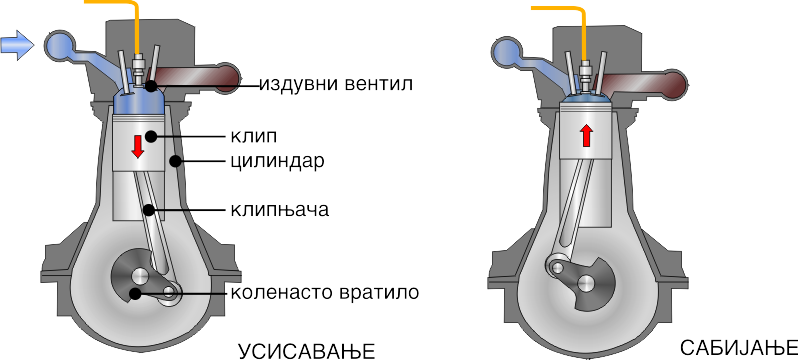 издувни вентил
клип
цилиндар
клипњача
коленасто вратило
УСИСАВАЊЕ
САБИЈАЊЕ